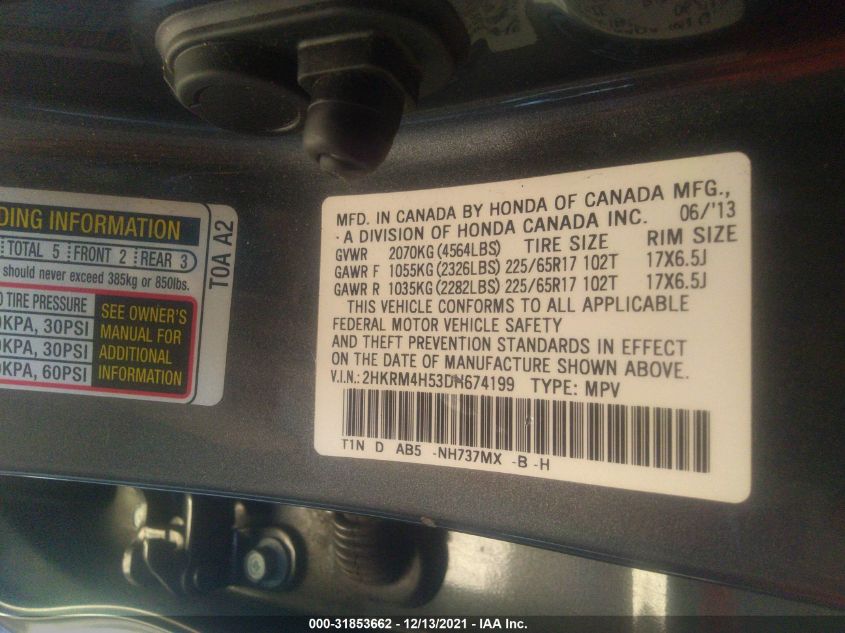 DING INFORMATION
TOTAL 5 FRONT 2 REAR 3
should never exceed 385kg or 850lbs.
TIRE PRESSURE
KPA, 30PSI
KPA, 30PSI
KPA, 60PSI
SEE OWNER'S
MANUAL FOR
ADDITIONAL
INFORMATION
TOA A2
MFD. IN CANADA BY HONDA OF CANADA MFG.,
A DIVISION OF HONDA CANADA INC. 06/'13
GVWR 2070KG (4564LBS) TIRE SIZE RIM SIZE
GAWR F 1055KG (2326LBS) 225/65R17 102T 17X6.5J
GAWR R 1035KG (2282LBS) 225/65R17 102T 17X6.5J
THIS VEHICLE CONFORMS TO ALL APPLICABLE
FEDERAL MOTOR VEHICLE SAFETY
AND THEFT PREVENTION STANDARDS IN EFFECT
ON THE DATE OF MANUFACTURE SHOWN ABOVE.
V.I.N.: 2HKRM4H53DH674199 TYPE: MPV
T1N D AB5 -NH737MX -B -H
000-31853662 - 12/13/2021 - IAA Inc.